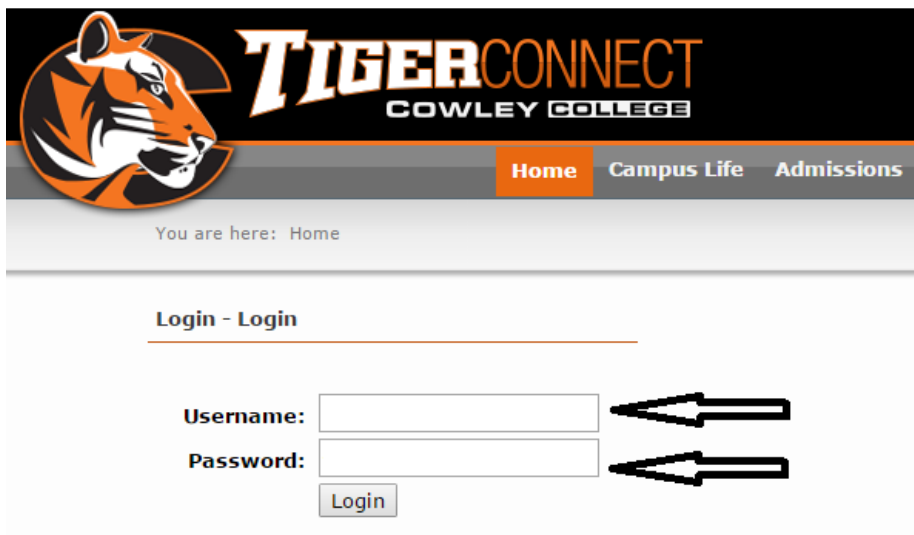 TIGERCONNECT
COWLEY COLLEGE
Home Campus Life Admissions
You are here: Home
Login - Login
Username:
Password:
Login